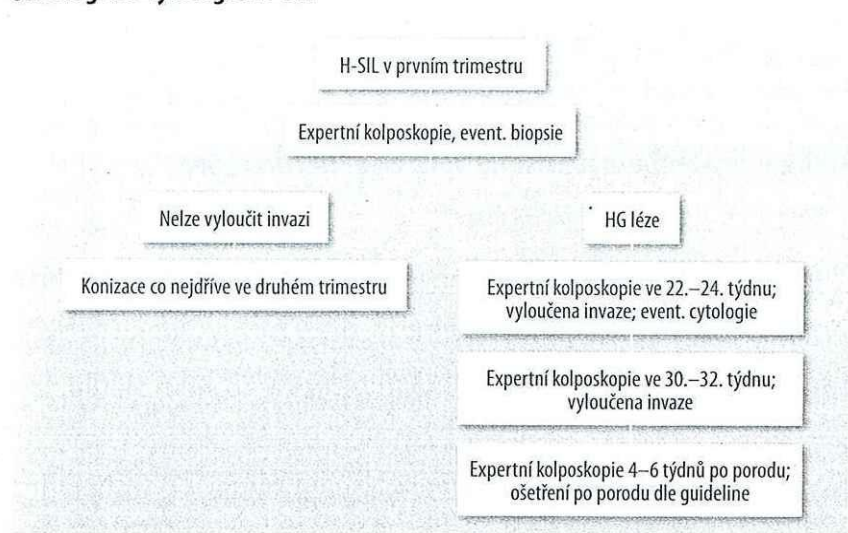 H-SIL v prvním trimestru
Expertní kolposkopie, event. biopsie
Nelze vyloučit invazi
HG léze
Konizace co nejdříve ve druhém trimestru
Expertní kolposkopie ve 22.–24. týdnu;
vyloučena invaze; event. cytologie
Expertní kolposkopie ve 30.–32. týdnu;
vyloučena invaze
Expertní kolposkopie 4–6 týdnů po porodu;
ošetření po porodu dle guideline